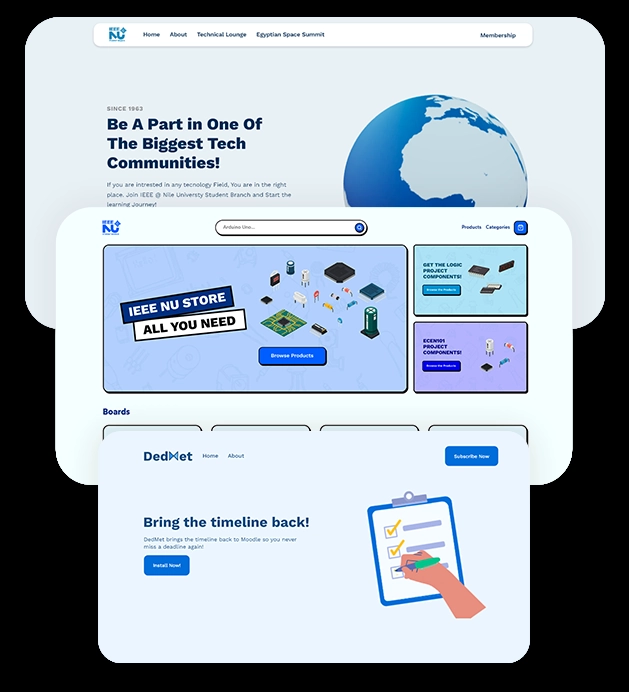 IEEE
NU
Home About Technical Lounge Egyptian Space Summit Membership
SINCE 1963
Be A Part in One Of
The Biggest Tech
Communities!
If you are intrested in any tecnology Field, You are in the right
place. Join IEEE @ Nile Universty Student Branch and Start the
learning Journey!
IEEE
NU
Arduino Uno...
Products Categories
IEEE NU STORE
ALL YOU NEED
Browse Products
GET THE LOGIC
PROJECT
COMPONENTS!
Browse the Products
ECEN101
PROJECT
COMPONENTS!
Browse the Products
Boards
DedMet Home About Subscribe Now
Bring the timeline back!
DedMet brings the timeline back to Moodle so you never
miss a deadline again!
Install Now!